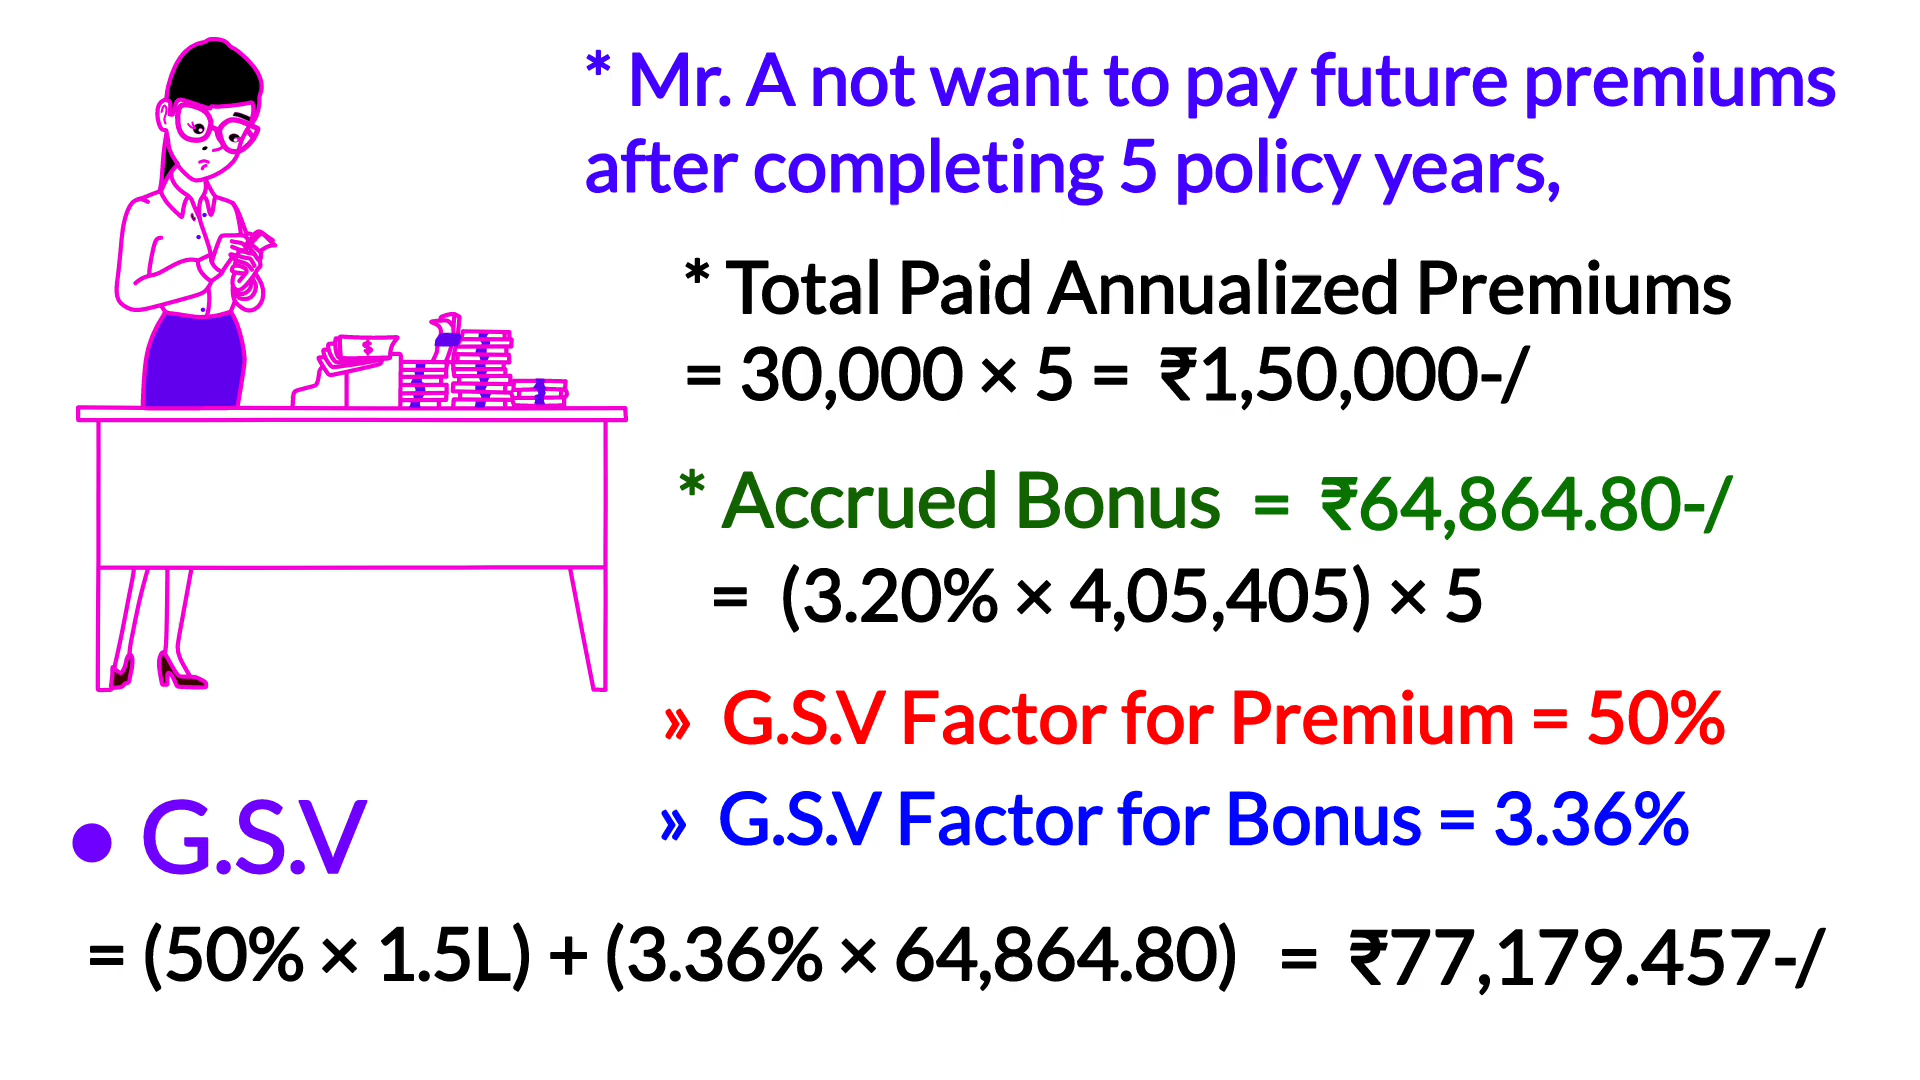 * Mr. A not want to pay future premiums
after completing 5 policy years,
* Total Paid Annualized Premiums
= 30,000 × 5 = ₹1,50,000-/
* Accrued Bonus = ₹64,864.80-/
= (3.20% × 4,05,405) × 5
» G.S.V Factor for Premium = 50%
» G.S.V Factor for Bonus = 3.36%
• G.S.V
= (50% × 1.5L) + (3.36% × 64,864.80) = ₹77,179.457-/